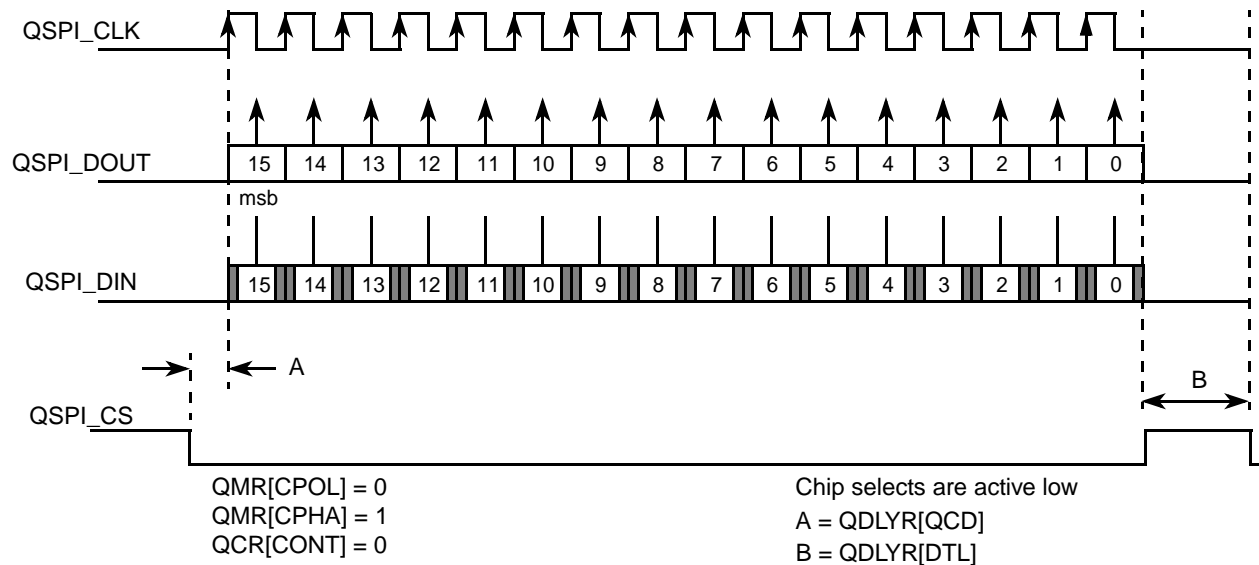 QSPI_CLK
QSPI_DOUT
15 14 13 12 11 10 9 8 7 6 5 4 3 2 1 0
msb
QSPI_DIN
15 14 13 12 11 10 9 8 7 6 5 4 3 2 1 0
A
B
QSPI_CS
QMR[CPOL] = 0
QMR[CPHA] = 1
QCR[CONT] = 0
Chip selects are active low
A = QDLYR[QCD]
B = QDLYR[DTL]